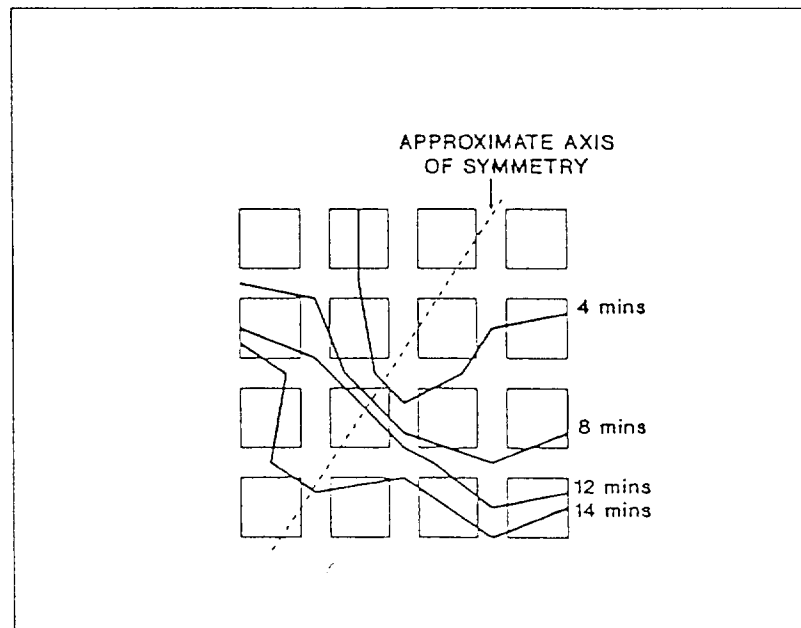 APPROXIMATE AXIS
OF SYMMETRY
4 mins
8 mins
12 mins
14 mins